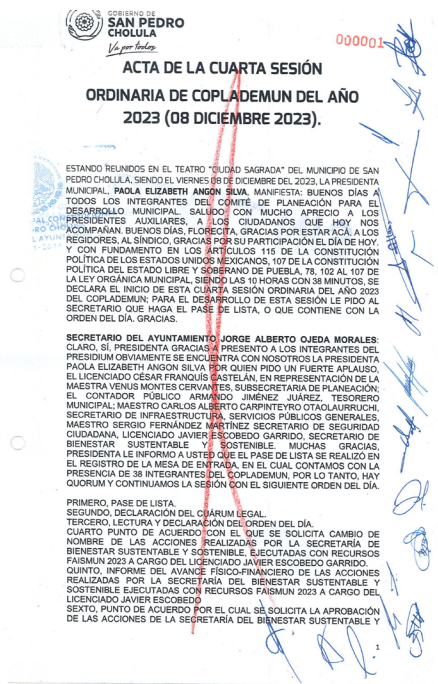 GOBIERNO DE
SAN PEDRO
CHOLULA
Va por todos
000001
ACTA DE LA CUARTA SESIÓN
ORDINARIA DE COPLADEMUN DEL AÑO
2023 (08 DICIEMBRE 2023).
ESTANDO REUNIDOS EN EL TEATRO "CIUDAD SAGRADA" DEL MUNICIPIO DE SAN
PEDRO CHOLULA, SIENDO EL VIERNES 08 DE DICIEMBRE DEL 2023, LA PRESIDENTA
MUNICIPAL, PAOLA ELIZABETH ANGON SILVA, MANIFIESTA: BUENOS DÍAS A
TODOS LOS INTEGRANTES DEL COMITÉ DE PLANEACIÓN PARA EL
DESARROLLO MUNICIPAL. SALUDO CON MUCHO APRECIO A LOS
PRESIDENTES AUXILIARES, A LOS CIUDADANOS QUE HOY NOS
ACOMPAÑAN. BUENOS DÍAS, FLORECITA, GRACIAS POR ESTAR ACÁ. A LOS
REGIDORES, AL SÍNDICO, GRACIAS POR SU PARTICIPACIÓN EL DÍA DE HOY.
Y CON FUNDAMENTO EN LOS ARTÍCULOS 115 DE LA CONSTITUCIÓN
POLÍTICA DE LOS ESTADOS UNIDOS MEXICANOS, 107 DE LA CONSTITUCIÓN
POLÍTICA DEL ESTADO LIBRE Y SOBERANO DE PUEBLA, 78, 102 AL 107 DE
LA LEY ORGÁNICA MUNICIPAL, SIENDO LAS 10 HORAS CON 38 MINUTOS, SE
DECLARA EL INICIO DE ESTA CUARTA SESIÓN ORDINARIA DEL AÑO 2023
DEL COPLADEMUN; PARA EL DESARROLLO DE ESTA SESIÓN LE PIDO AL
SECRETARIO QUE HAGA EL PASE DE LISTA, O QUE CONTIENE CON LA
ORDEN DEL DÍA. GRACIAS.
SECRETARIO DEL AYUNTAMIENTO JORGE ALBERTO OJEDA MORALES:
CLARO, SÍ, PRESIDENTA GRACIAS A PRESENTO A LOS INTEGRANTES DEL
PRESIDIUM OBVIAMENTE SE ENCUENTRA CON NOSOTROS LA PRESIDENTA
PAOLA ELIZABETH ANGON SILVA POR QUIEN PIDO UN FUERTE APLAUSO,
EL LICENCIADO CÉSAR FRANQUÍS CASTELÁN, EN REPRESENTACIÓN DE LA
MAESTRA VENUS MONTES CERVANTES, SUBSECRETARIA DE PLANEACIÓN;
EL CONTADOR PÚBLICO ARMANDO JIMÉNEZ JUÁREZ, TESORERO
MUNICIPAL; MAESTRO CARLOS ALBERTO CARPINTEYRO OTAOLAURRUCHI,
SECRETARIO DE INFRAESTRUCTURA, SERVICIOS PÚBLICOS GENERALES,
MAESTRO SERGIO FERNÁNDEZ MARTÍNEZ SECRETARIO DE SEGURIDAD
CIUDADANA, LICENCIADO JAVIER ESCOBEDO GARRIDO, SECRETARIO DE
BIENESTAR SUSTENTABLE Y SOSTENIBLE. MUCHAS GRACIAS,
PRESIDENTA LE INFORMO A USTED QUE EL PASE DE LISTA SE REALIZÓ EN
EL REGISTRO DE LA MESA DE ENTRADA, EN EL CUAL CONTAMOS CON LA
PRESENCIA DE 38 INTEGRANTES DEL COPLADEMUN, POR LO TANTO, HAY
QUORUM Y CONTINUAMOS LA SESIÓN CON EL SIGUIENTE ORDEN DEL DÍA.
PRIMERO, PASE DE LISTA.
SEGUNDO, DECLARACIÓN DEL CUÁRUM LEGAL.
TERCERO, LECTURA Y DECLARACIÓN DEL ORDEN DEL DÍA.
CUARTO PUNTO DE ACUERDO CON EL QUE SE SOLICITA CAMBIO DE
NOMBRE DE LAS ACCIONES REALIZADAS POR LA SECRETARÍA DE
BIENESTAR SUSTENTABLE Y SOSTENIBLE, EJECUTADAS CON RECURSOS
FAISMUN 2023 A CARGO DEL LICENCIADO JAVIER ESCOBEDO GARRIDO.
QUINTO, INFORME DEL AVANCE FÍSICO-FINANCIERO DE LAS ACCIONES
REALIZADAS POR LA SECRETARÍA DEL BIENESTAR SUSTENTABLE Y
SOSTENIBLE EJECUTADAS CON RECURSOS FAISMUN 2023 A CARGO DEL
LICENCIADO JAVIER ESCOBEDO
SEXTO, PUNTO DE ACUERDO POR EL CUAL SE SOLICITA LA APROBACIÓN
DE LAS ACCIONES DE LA SECRETARÍA DEL BIENESTAR SUSTENTABLE Y
1